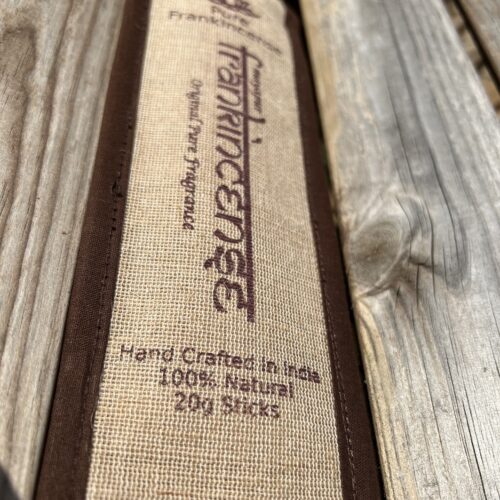 Pure
Frankincense
Frankincense
Original Pure Fragrance
Hand Crafted in India
100% Natural
20g Sticks